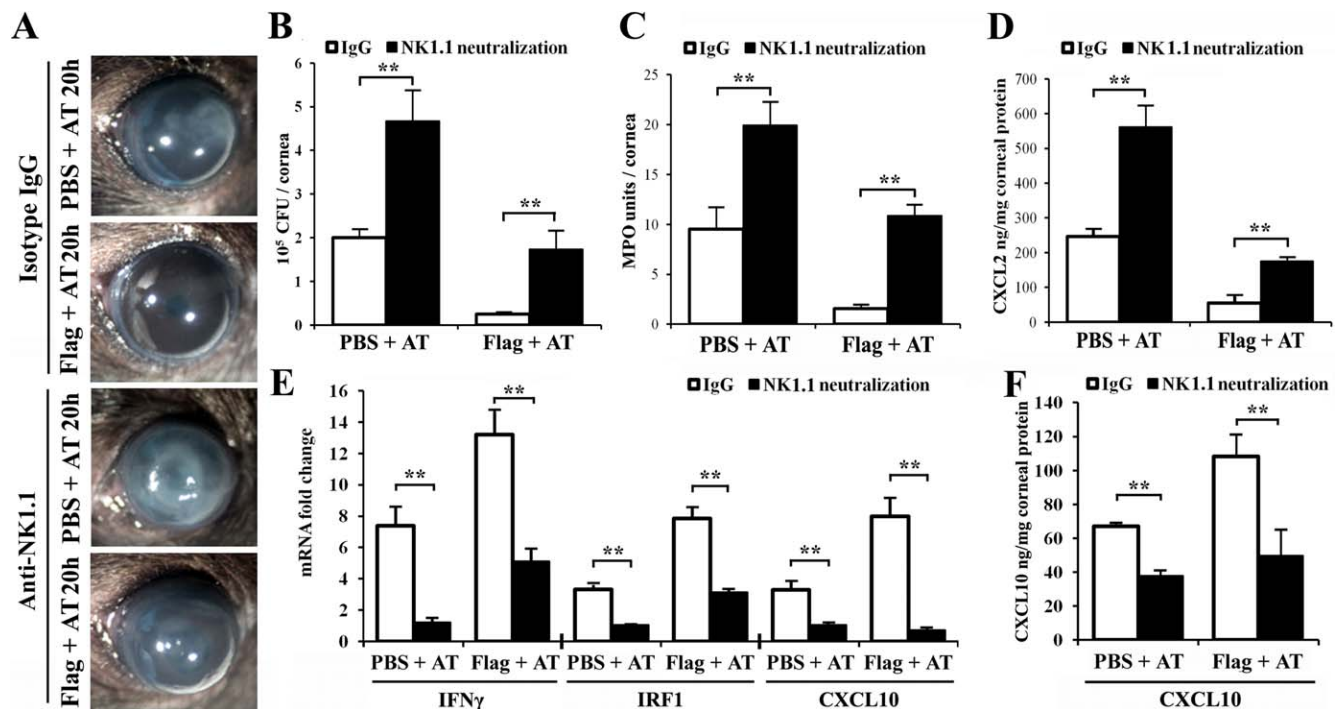 A
Isotype IgG
PBS + AT 20h
Flag + AT 20h
Anti-NK1.1
PBS + AT 20h
Flag + AT 20h
B
IgG NK1.1 neutralization
10⁵ CFU / cornea
6
5
4
3
2
1
0
**
**
PBS + AT Flag + AT
C
IgG NK1.1 neutralization
MPO units / cornea
25
20
15
10
5
0
**
**
PBS + AT Flag + AT
D
IgG NK1.1 neutralization
CXCL2 ng/mg corneal protein
700
600
500
400
300
200
100
0
**
**
PBS + AT Flag + AT
E
IgG NK1.1 neutralization
mRNA fold change
16
14
12
10
8
6
4
2
0
**
**
**
**
**
**
PBS + AT Flag + AT PBS + AT Flag + AT PBS + AT Flag + AT
IFNγ IRF1 CXCL10
F
IgG NK1.1 neutralization
CXCL10 ng/mg corneal protein
140
120
100
80
60
40
20
0
**
**
PBS + AT Flag + AT
CXCL10